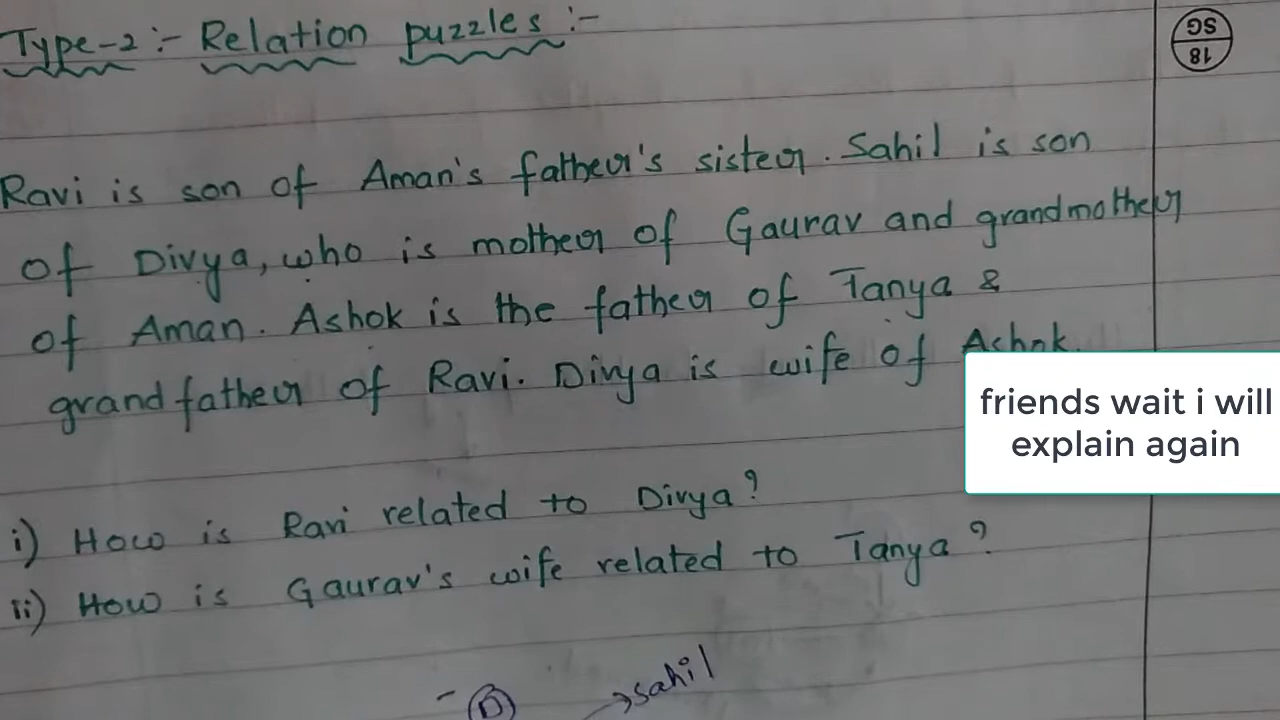 Type-2:- Relation puzzles:-
SG
18
Ravi is son of Aman's father's sister. Sahil is son
of Divya, who is mother of Gaurav and grandmother
of Aman. Ashok is the father of Tanya &
grandfather of Ravi. Divya is wife of Ashok.
friends wait i will
explain again
i) How is Ravi related to Divya?
ii) How is Gaurav's wife related to Tanya?
D
→sahil